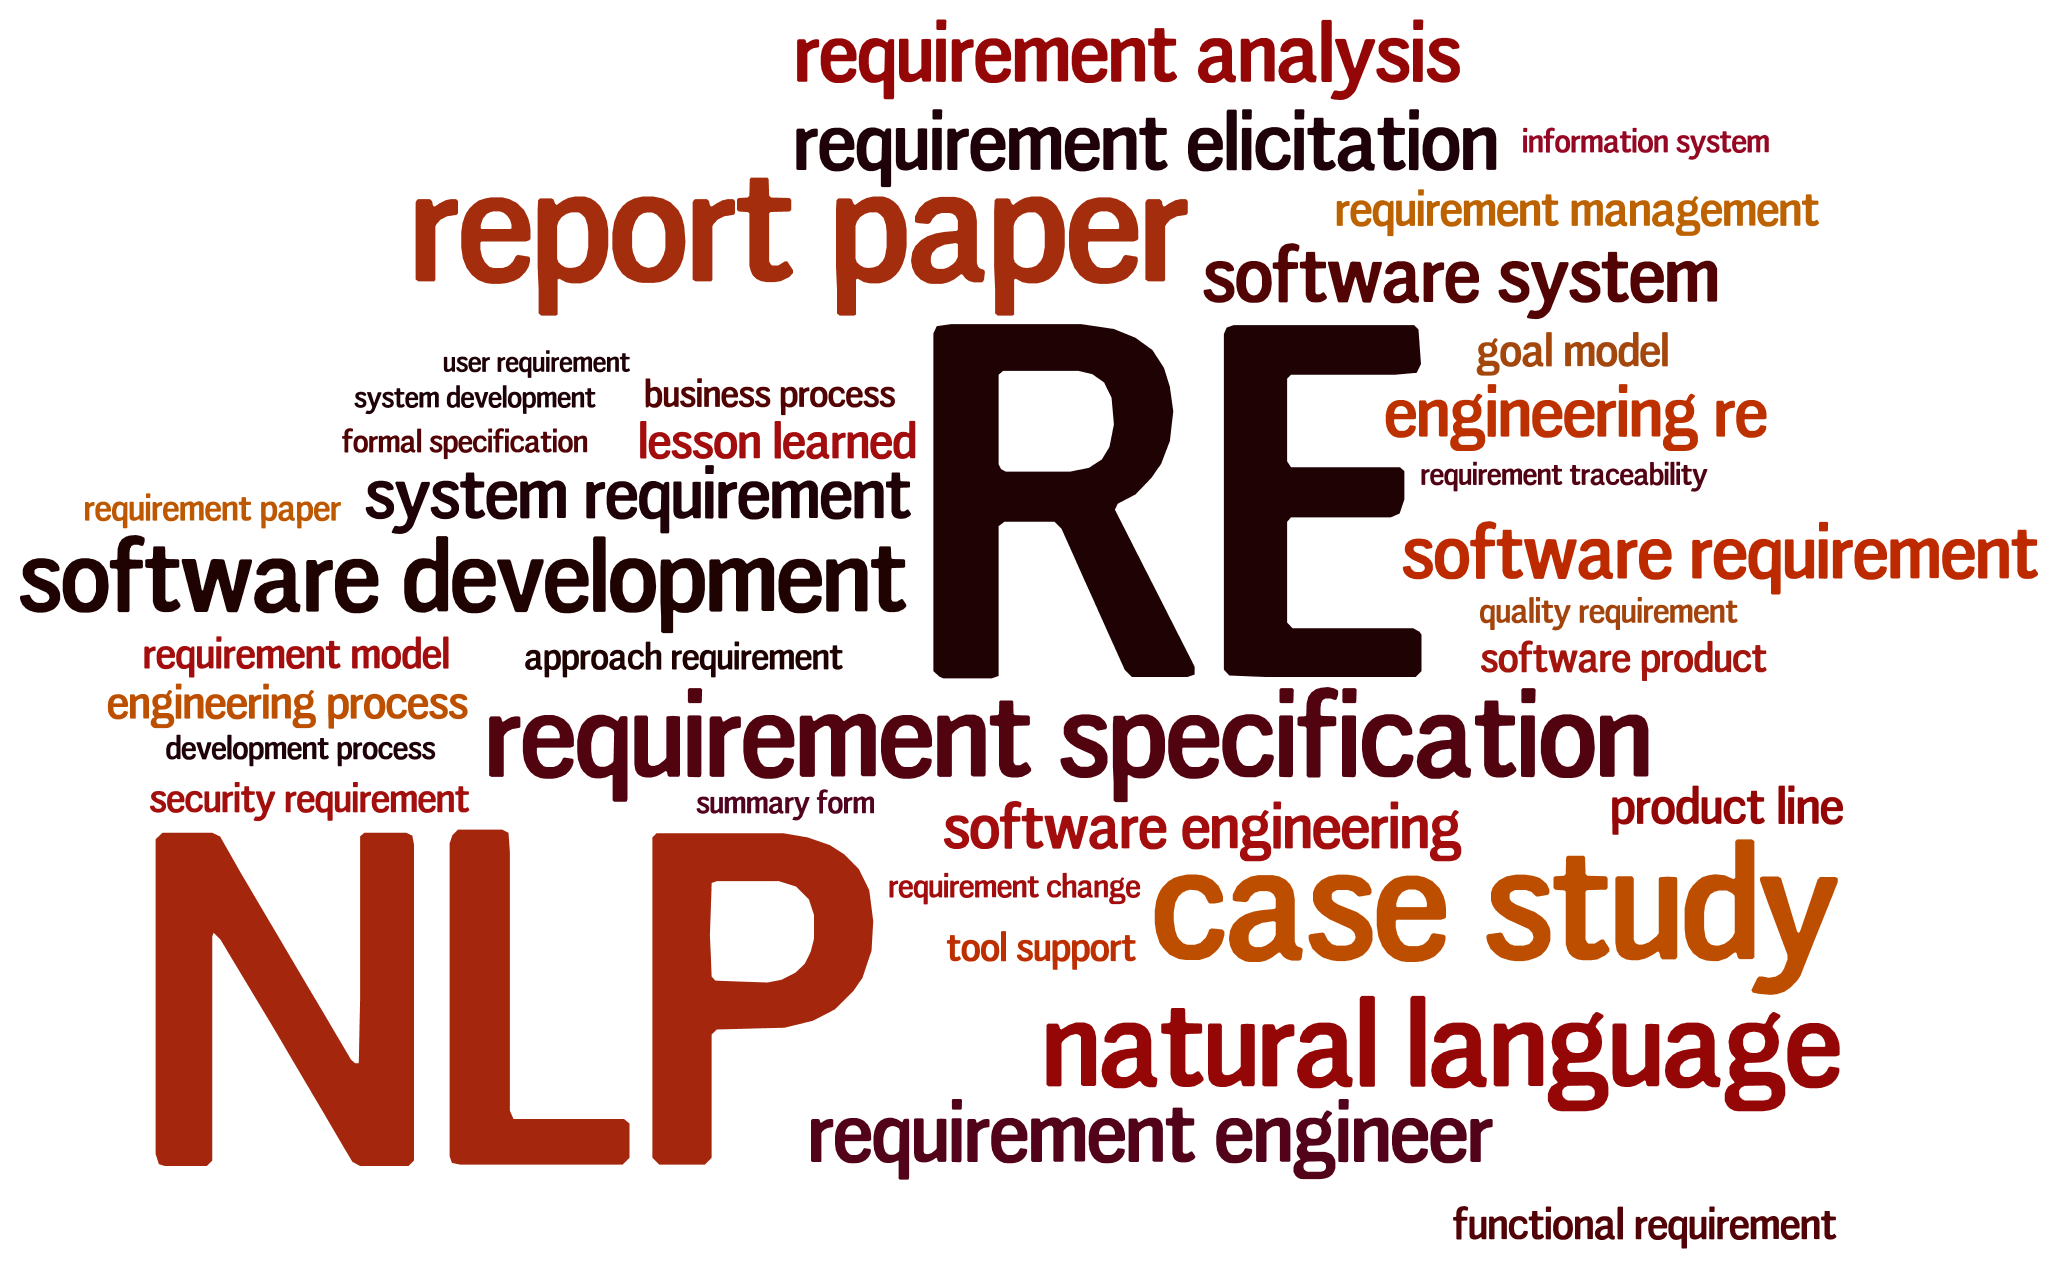 requirement analysis
requirement elicitation
information system
report paper
requirement management
software system
RE
goal model
user requirement
system development
business process
engineering re
formal specification
lesson learned
requirement traceability
system requirement
requirement paper
software requirement
software development
quality requirement
requirement model
approach requirement
software product
engineering process
requirement specification
development process
security requirement
summary form
product line
software engineering
NLP
requirement change
case study
tool support
natural language
requirement engineer
functional requirement